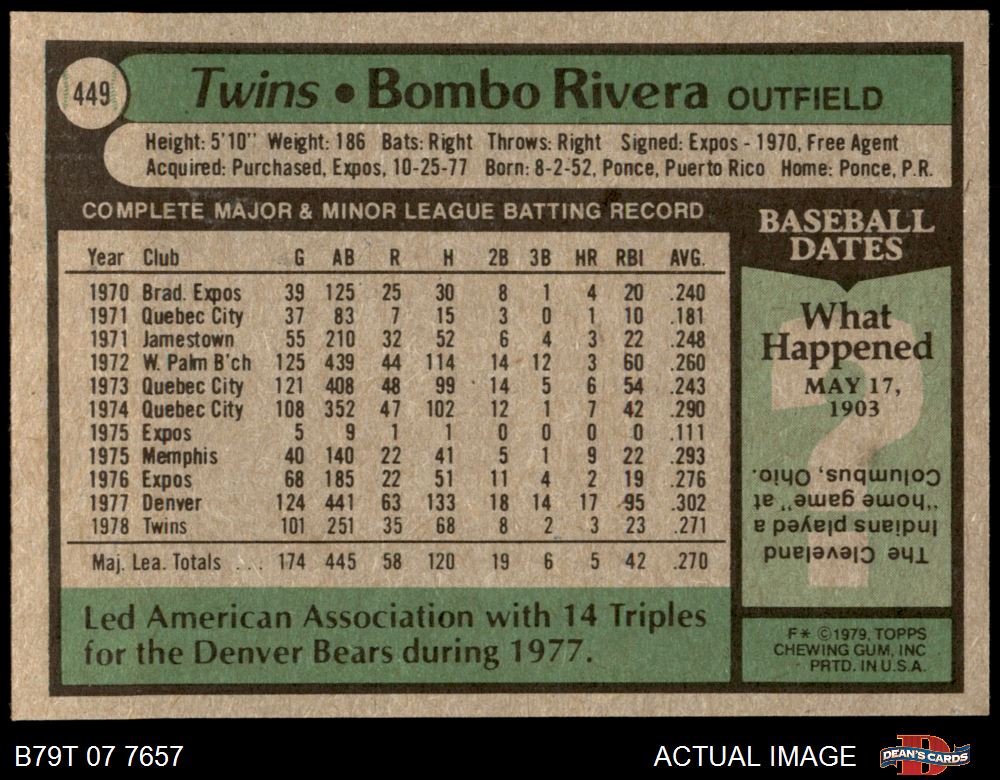 449
Twins • Bombo Rivera OUTFIELD
Height: 5'10" Weight: 186 Bats: Right Throws: Right Signed: Expos - 1970, Free Agent
Acquired: Purchased, Expos, 10-25-77 Born: 8-2-52, Ponce, Puerto Rico Home: Ponce, P.R.
COMPLETE MAJOR & MINOR LEAGUE BATTING RECORD
Year Club G AB R H 2B 3B HR RBI AVG.
1970 Brad. Expos 39 125 25 30 8 1 4 20 .240
1971 Quebec City 37 83 7 15 3 0 1 10 .181
1971 Jamestown 55 210 32 52 6 4 3 22 .248
1972 W. Palm B'ch 125 439 44 114 14 12 3 60 .260
1973 Quebec City 121 408 48 99 14 5 6 54 .243
1974 Quebec City 108 352 47 102 12 1 7 42 .290
1975 Expos 5 9 1 1 0 0 0 0 .111
1975 Memphis 40 140 22 41 5 1 9 22 .293
1976 Expos 68 185 22 51 11 4 2 19 .276
1977 Denver 124 441 63 133 18 14 17 95 .302
1978 Twins 101 251 35 68 8 2 3 23 .271
Maj. Lea. Totals ... 174 445 58 120 19 6 5 42 .270
Led American Association with 14 Triples
for the Denver Bears during 1977.
BASEBALL
DATES
What
Happened
MAY 17,
1903
?
The Cleveland
Indians played a
"home game" at
Columbus, Ohio.
F* ©1979, TOPPS
CHEWING GUM, INC
PRTD. IN U.S.A.
B79T 07 7657
ACTUAL IMAGE
D
DEAN'S CARDS